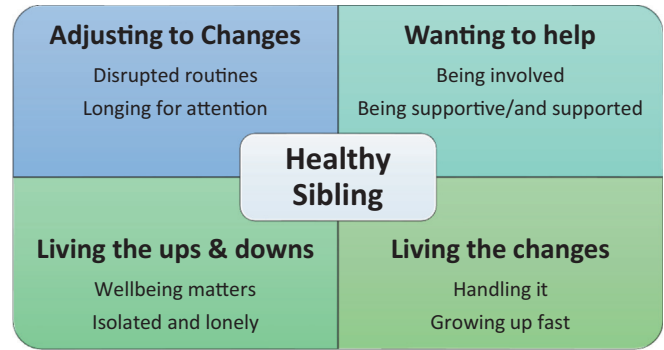 Adjusting to Changes
Disrupted routines
Longing for attention
Wanting to help
Being involved
Being supportive/and supported
Healthy
Sibling
Living the ups & downs
Wellbeing matters
Isolated and lonely
Living the changes
Handling it
Growing up fast